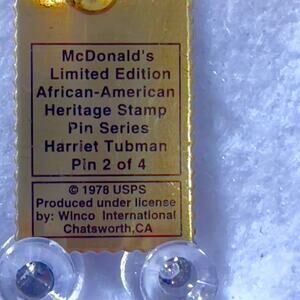 McDonald's
Limited Edition
African-American
Heritage Stamp
Pin Series
Harriet Tubman
Pin 2 of 4
© 1978 USPS
Produced under license
by: Winco International
Chatsworth,CA